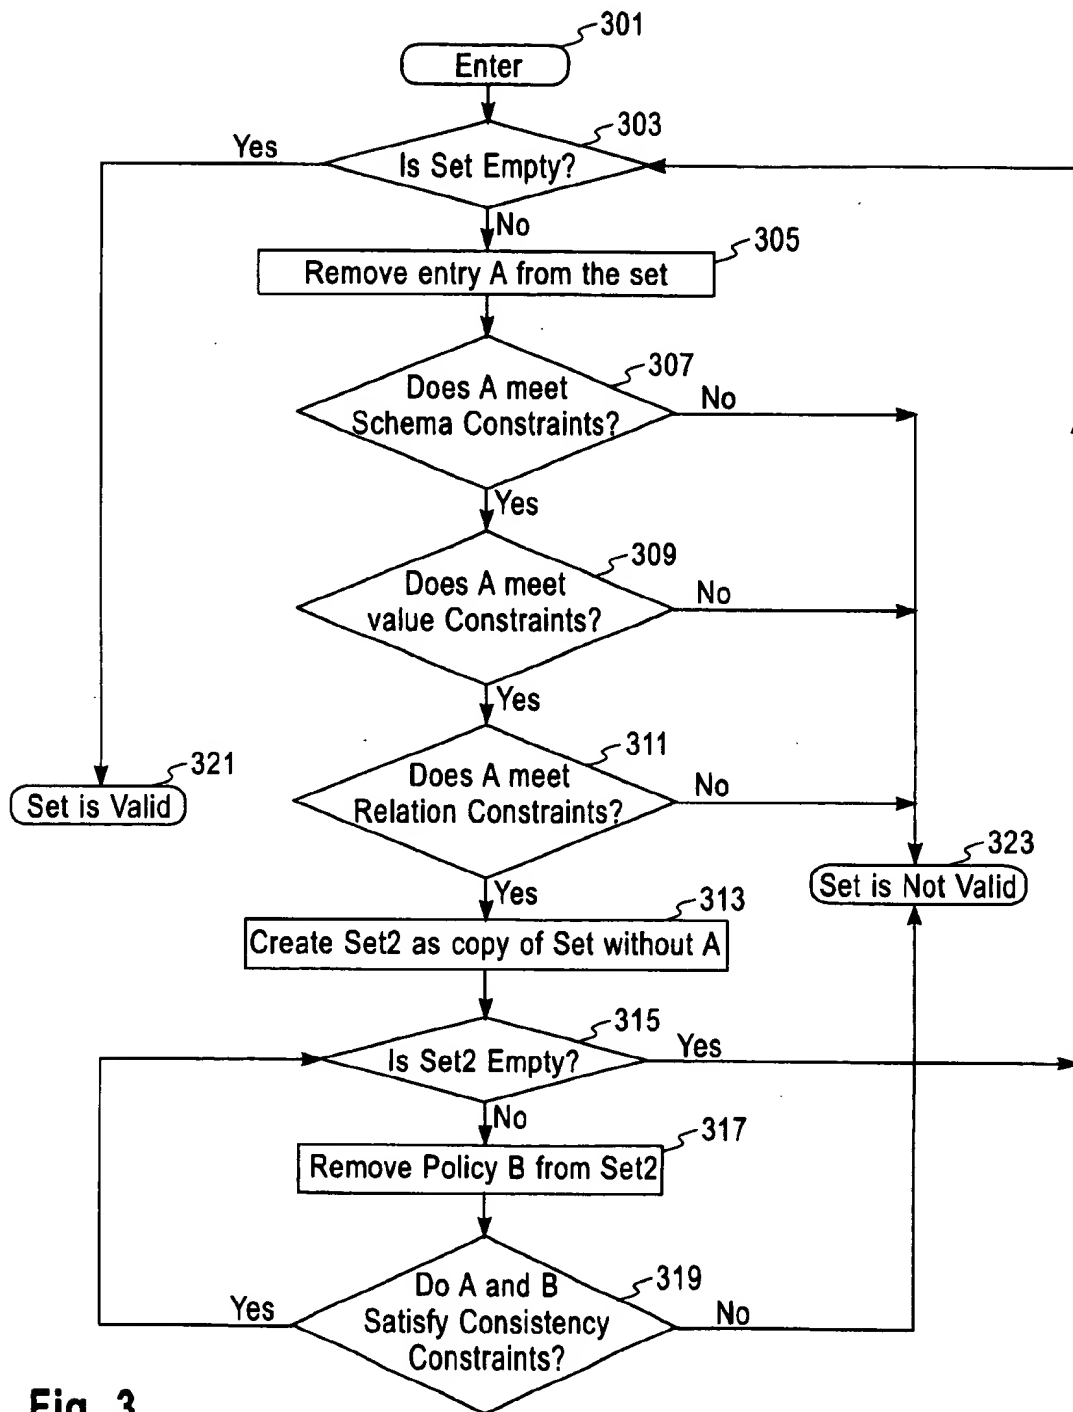 301
Enter
303
Yes
Is Set Empty?
No
305
Remove entry A from the set
307
Does A meet
Schema Constraints?
No
Yes
309
Does A meet
value Constraints?
No
Yes
311
Does A meet
Relation Constraints?
No
321
Set is Valid
323
Set is Not Valid
Yes
313
Create Set2 as copy of Set without A
315
Is Set2 Empty?
Yes
No
317
Remove Policy B from Set2
319
Do A and B
Satisfy Consistency
Constraints?
Yes
No
Fig. 3